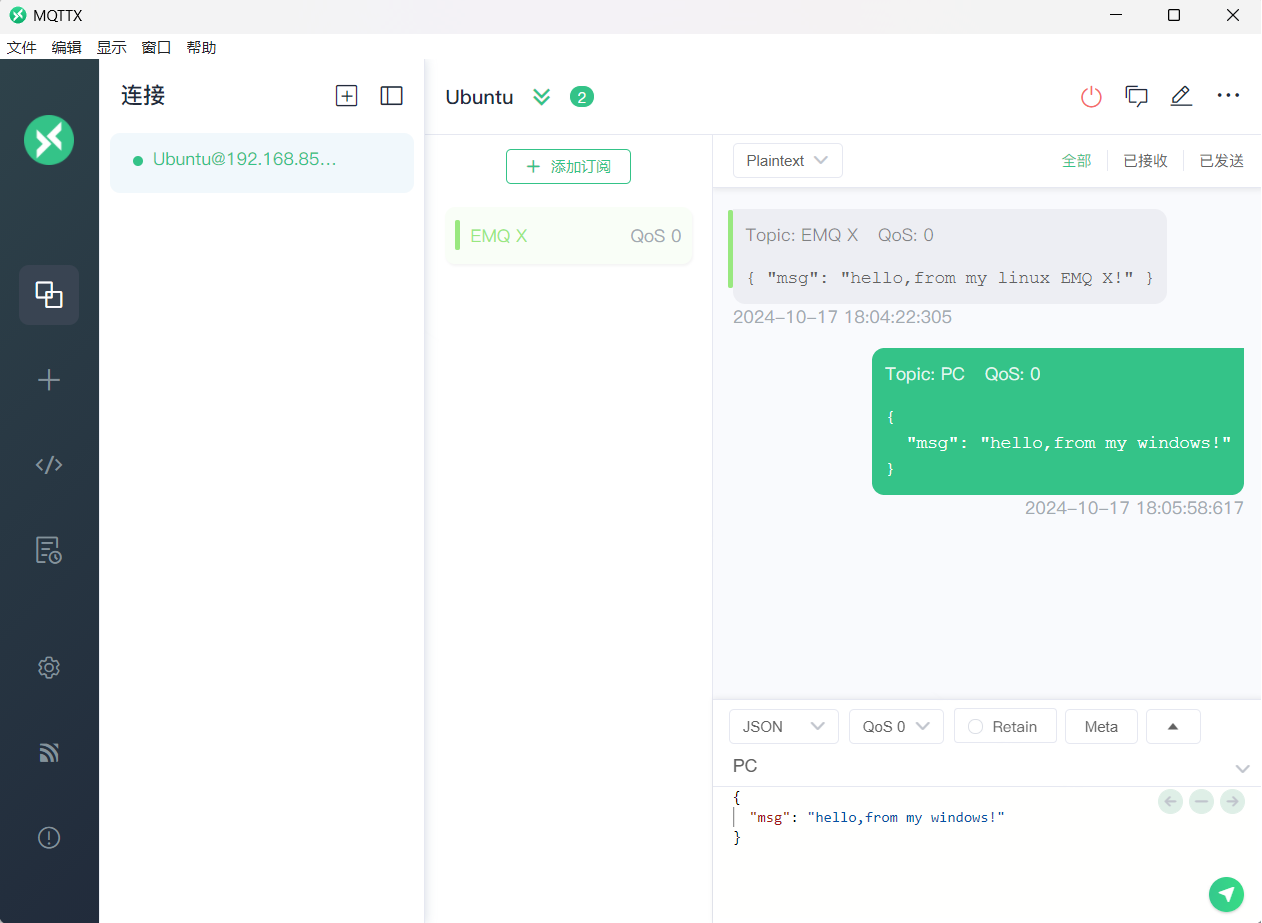 MQTTX
文件 编辑 显示 窗口 帮助
连接
Ubuntu@192.168.85...
Ubuntu 2
添加订阅
EMQ X QoS 0
Plaintext 全部 已接收 已发送
Topic: EMQ X QoS: 0
{ "msg": "hello,from my linux EMQ X!" }
2024-10-17 18:04:22:305
Topic: PC QoS: 0
{
"msg": "hello,from my windows!"
}
2024-10-17 18:05:58:617
JSON QoS 0 Retain Meta
PC
{
"msg": "hello,from my windows!"
}